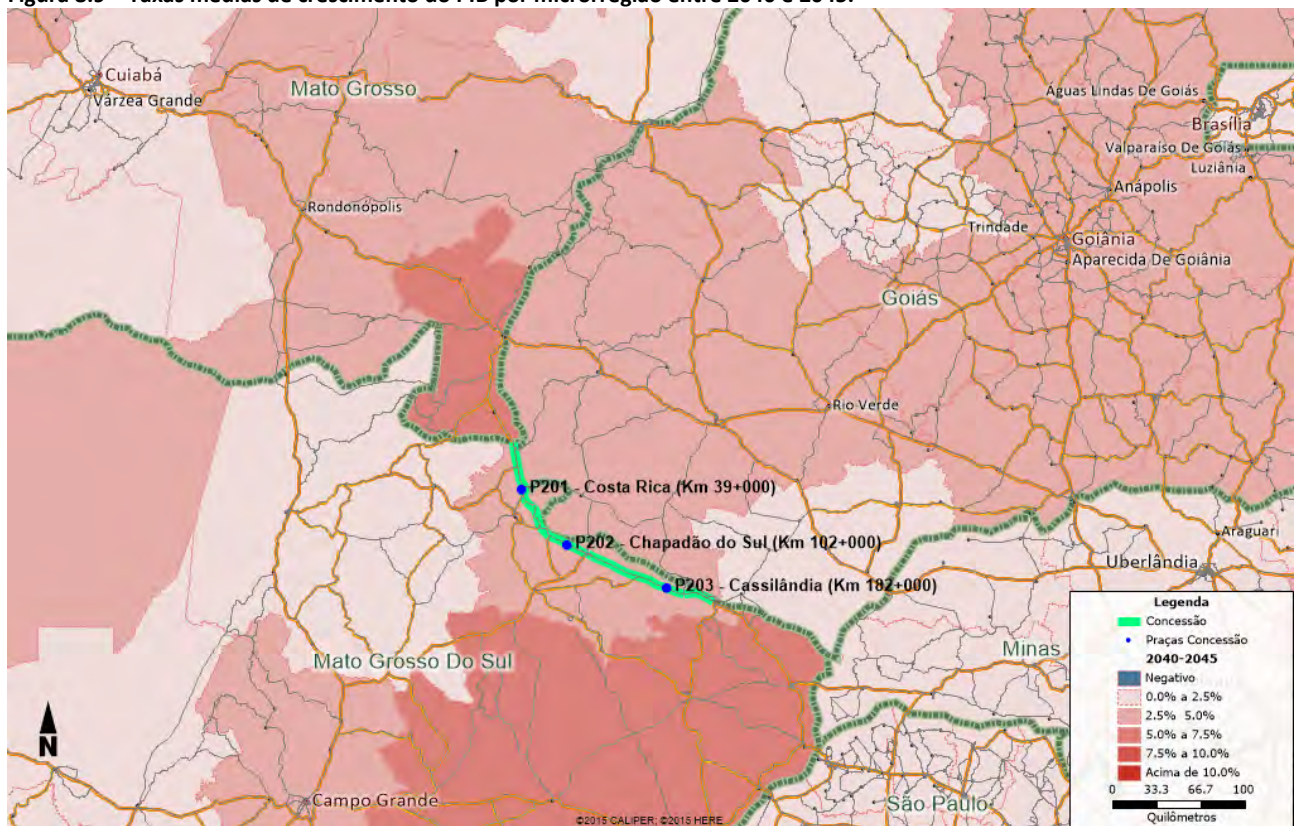 Mato Grosso
Cuiabá
Várzea Grande
Rondonópolis
Águas Lindas De Goiás
Brasília
Valparaíso De Goiás
Luziânia
Anápolis
Trindade
Goiânia
Aparecida De Goiânia
Goiás
Rio Verde
P201 - Costa Rica (Km 39+000)
P202 - Chapadão do Sul (Km 102+000)
P203 - Cassilândia (Km 182+000)
Araguari
Uberlândia
Minas
Mato Grosso Do Sul
Campo Grande
São Paulo
N
©2015 CALIPER; ©2015 HERE
Legenda
Concessão
Praças Concessão
2040-2045
Negativo
0.0% a 2.5%
2.5% 5.0%
5.0% a 7.5%
7.5% a 10.0%
Acima de 10.0%
0 33.3 66.7 100
Quilômetros